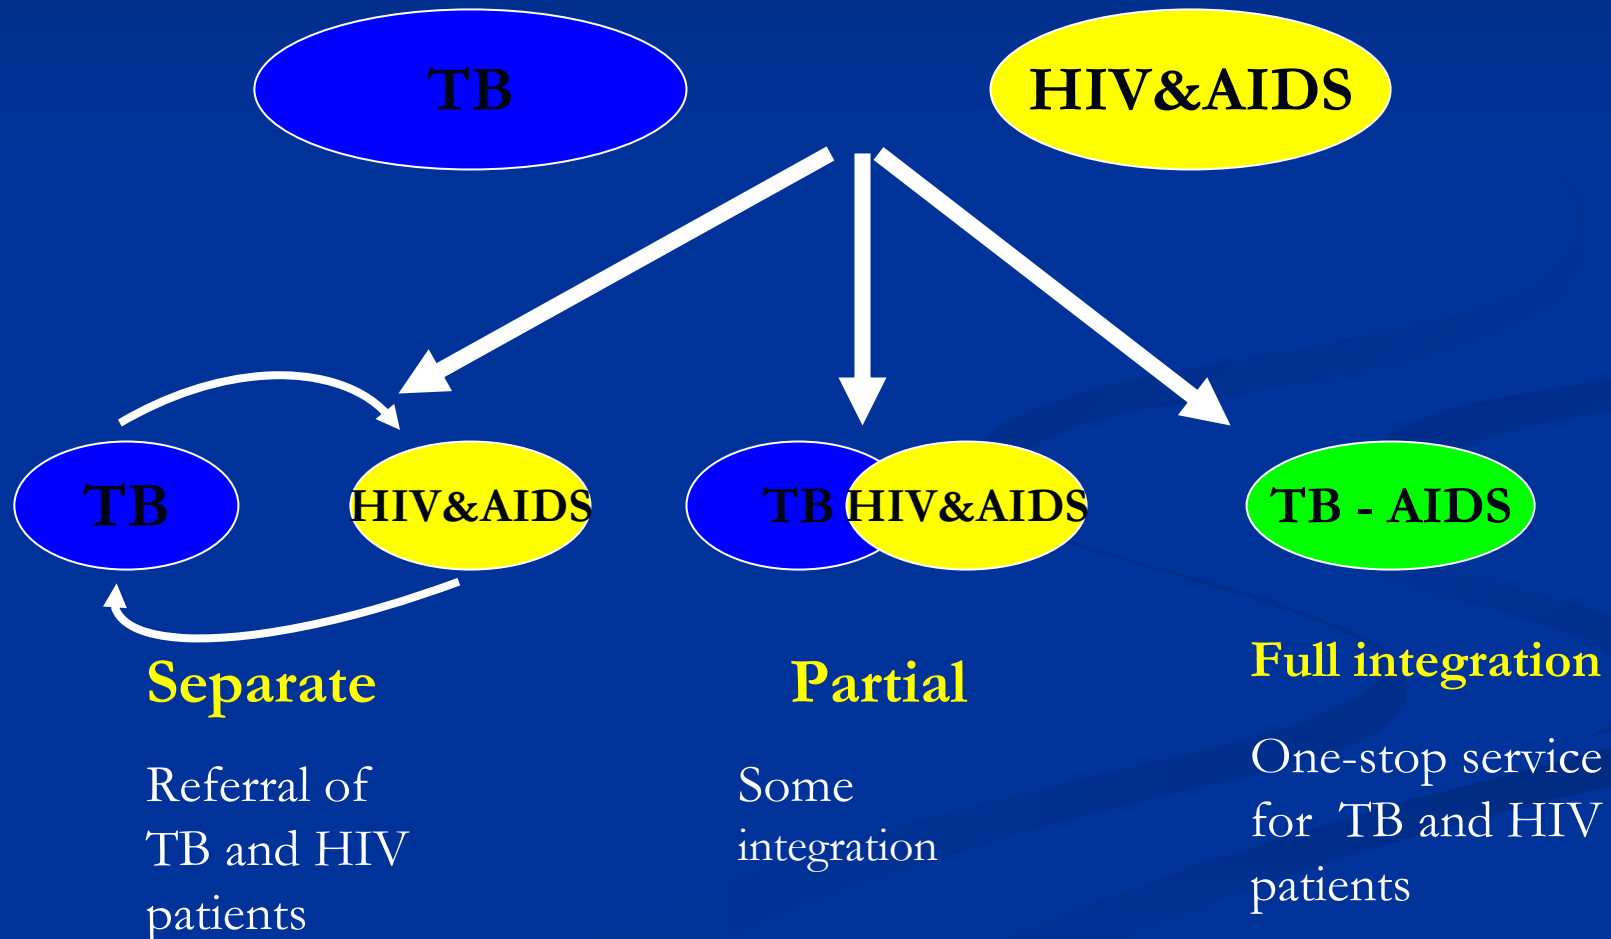 TB
HIV&AIDS
TB
HIV&AIDS
TB
HIV&AIDS
TB - AIDS
Separate
Referral of
TB and HIV
patients
Partial
Some
integration
Full integration
One-stop service
for TB and HIV
patients